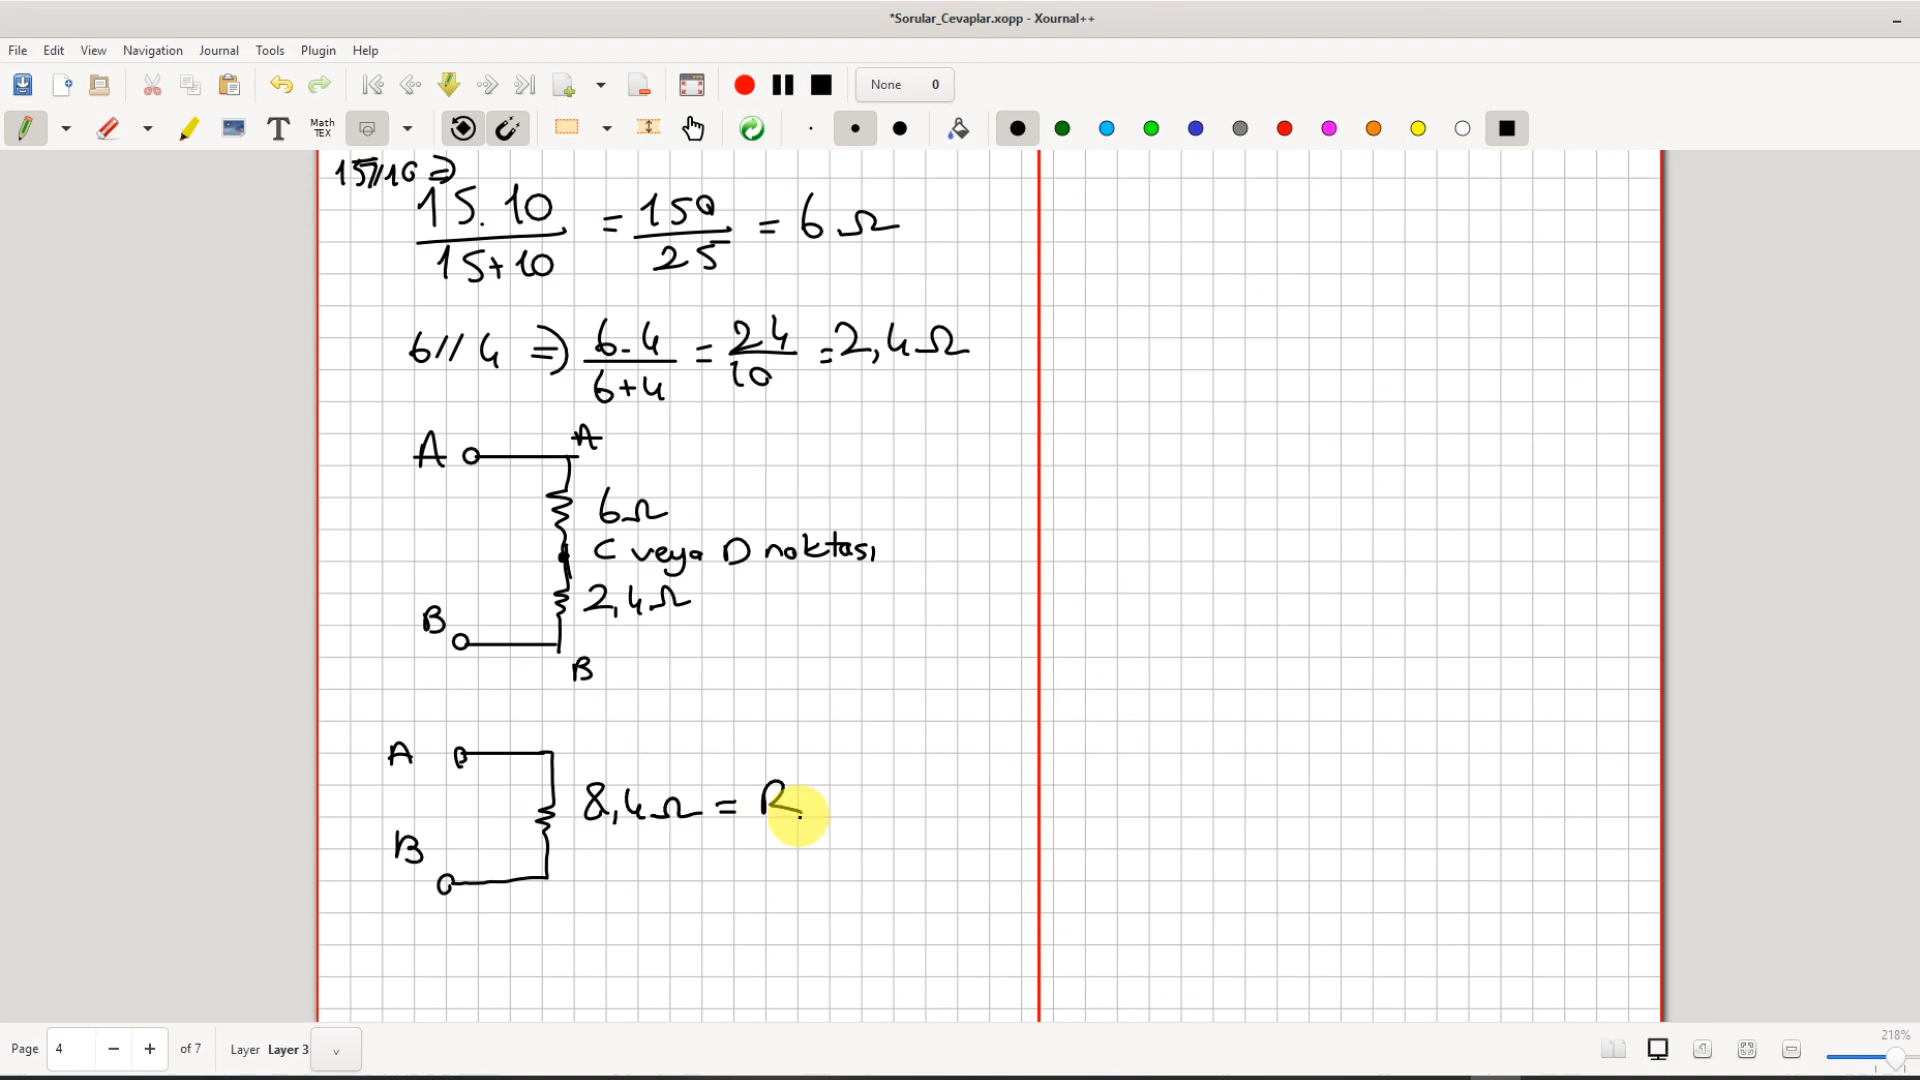 *Sorular_Cevaplar.xopp - Xournal++
File Edit View Navigation Journal Tools Plugin Help
None 0
T Math TEX
15//10 ⇒
15.10 / 15+10 = 150 / 25 = 6 Ω
6//4 ⇒ 6.4 / 6+4 = 24 / 10 = 2,4 Ω
A A
6Ω
C veya D noktası
2,4Ω
B
B
A
8,4Ω = R
B
Page 4 − + of 7 Layer Layer 3
218%